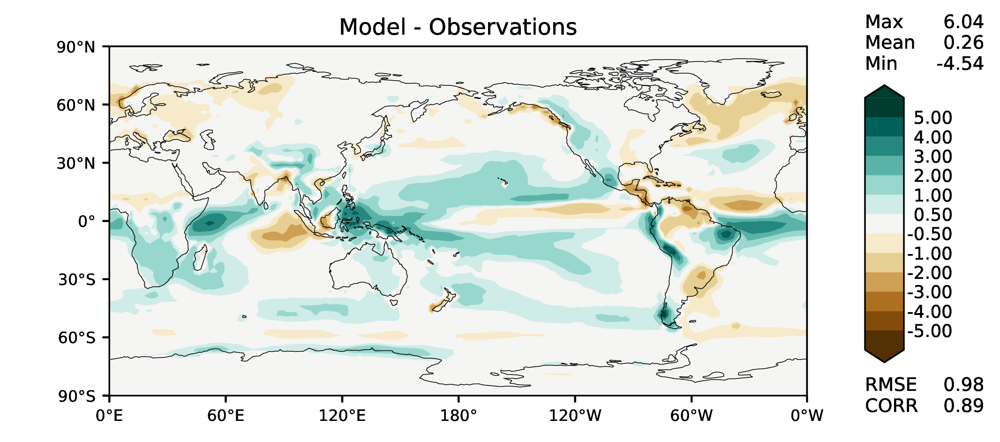 Model - Observations
Max 6.04
Mean 0.26
Min -4.54
90°N
60°N
30°N
0°
30°S
60°S
90°S
0°E 60°E 120°E 180° 120°W 60°W 0°W
5.00
4.00
3.00
2.00
1.00
0.50
-0.50
-1.00
-2.00
-3.00
-4.00
-5.00
RMSE 0.98
CORR 0.89